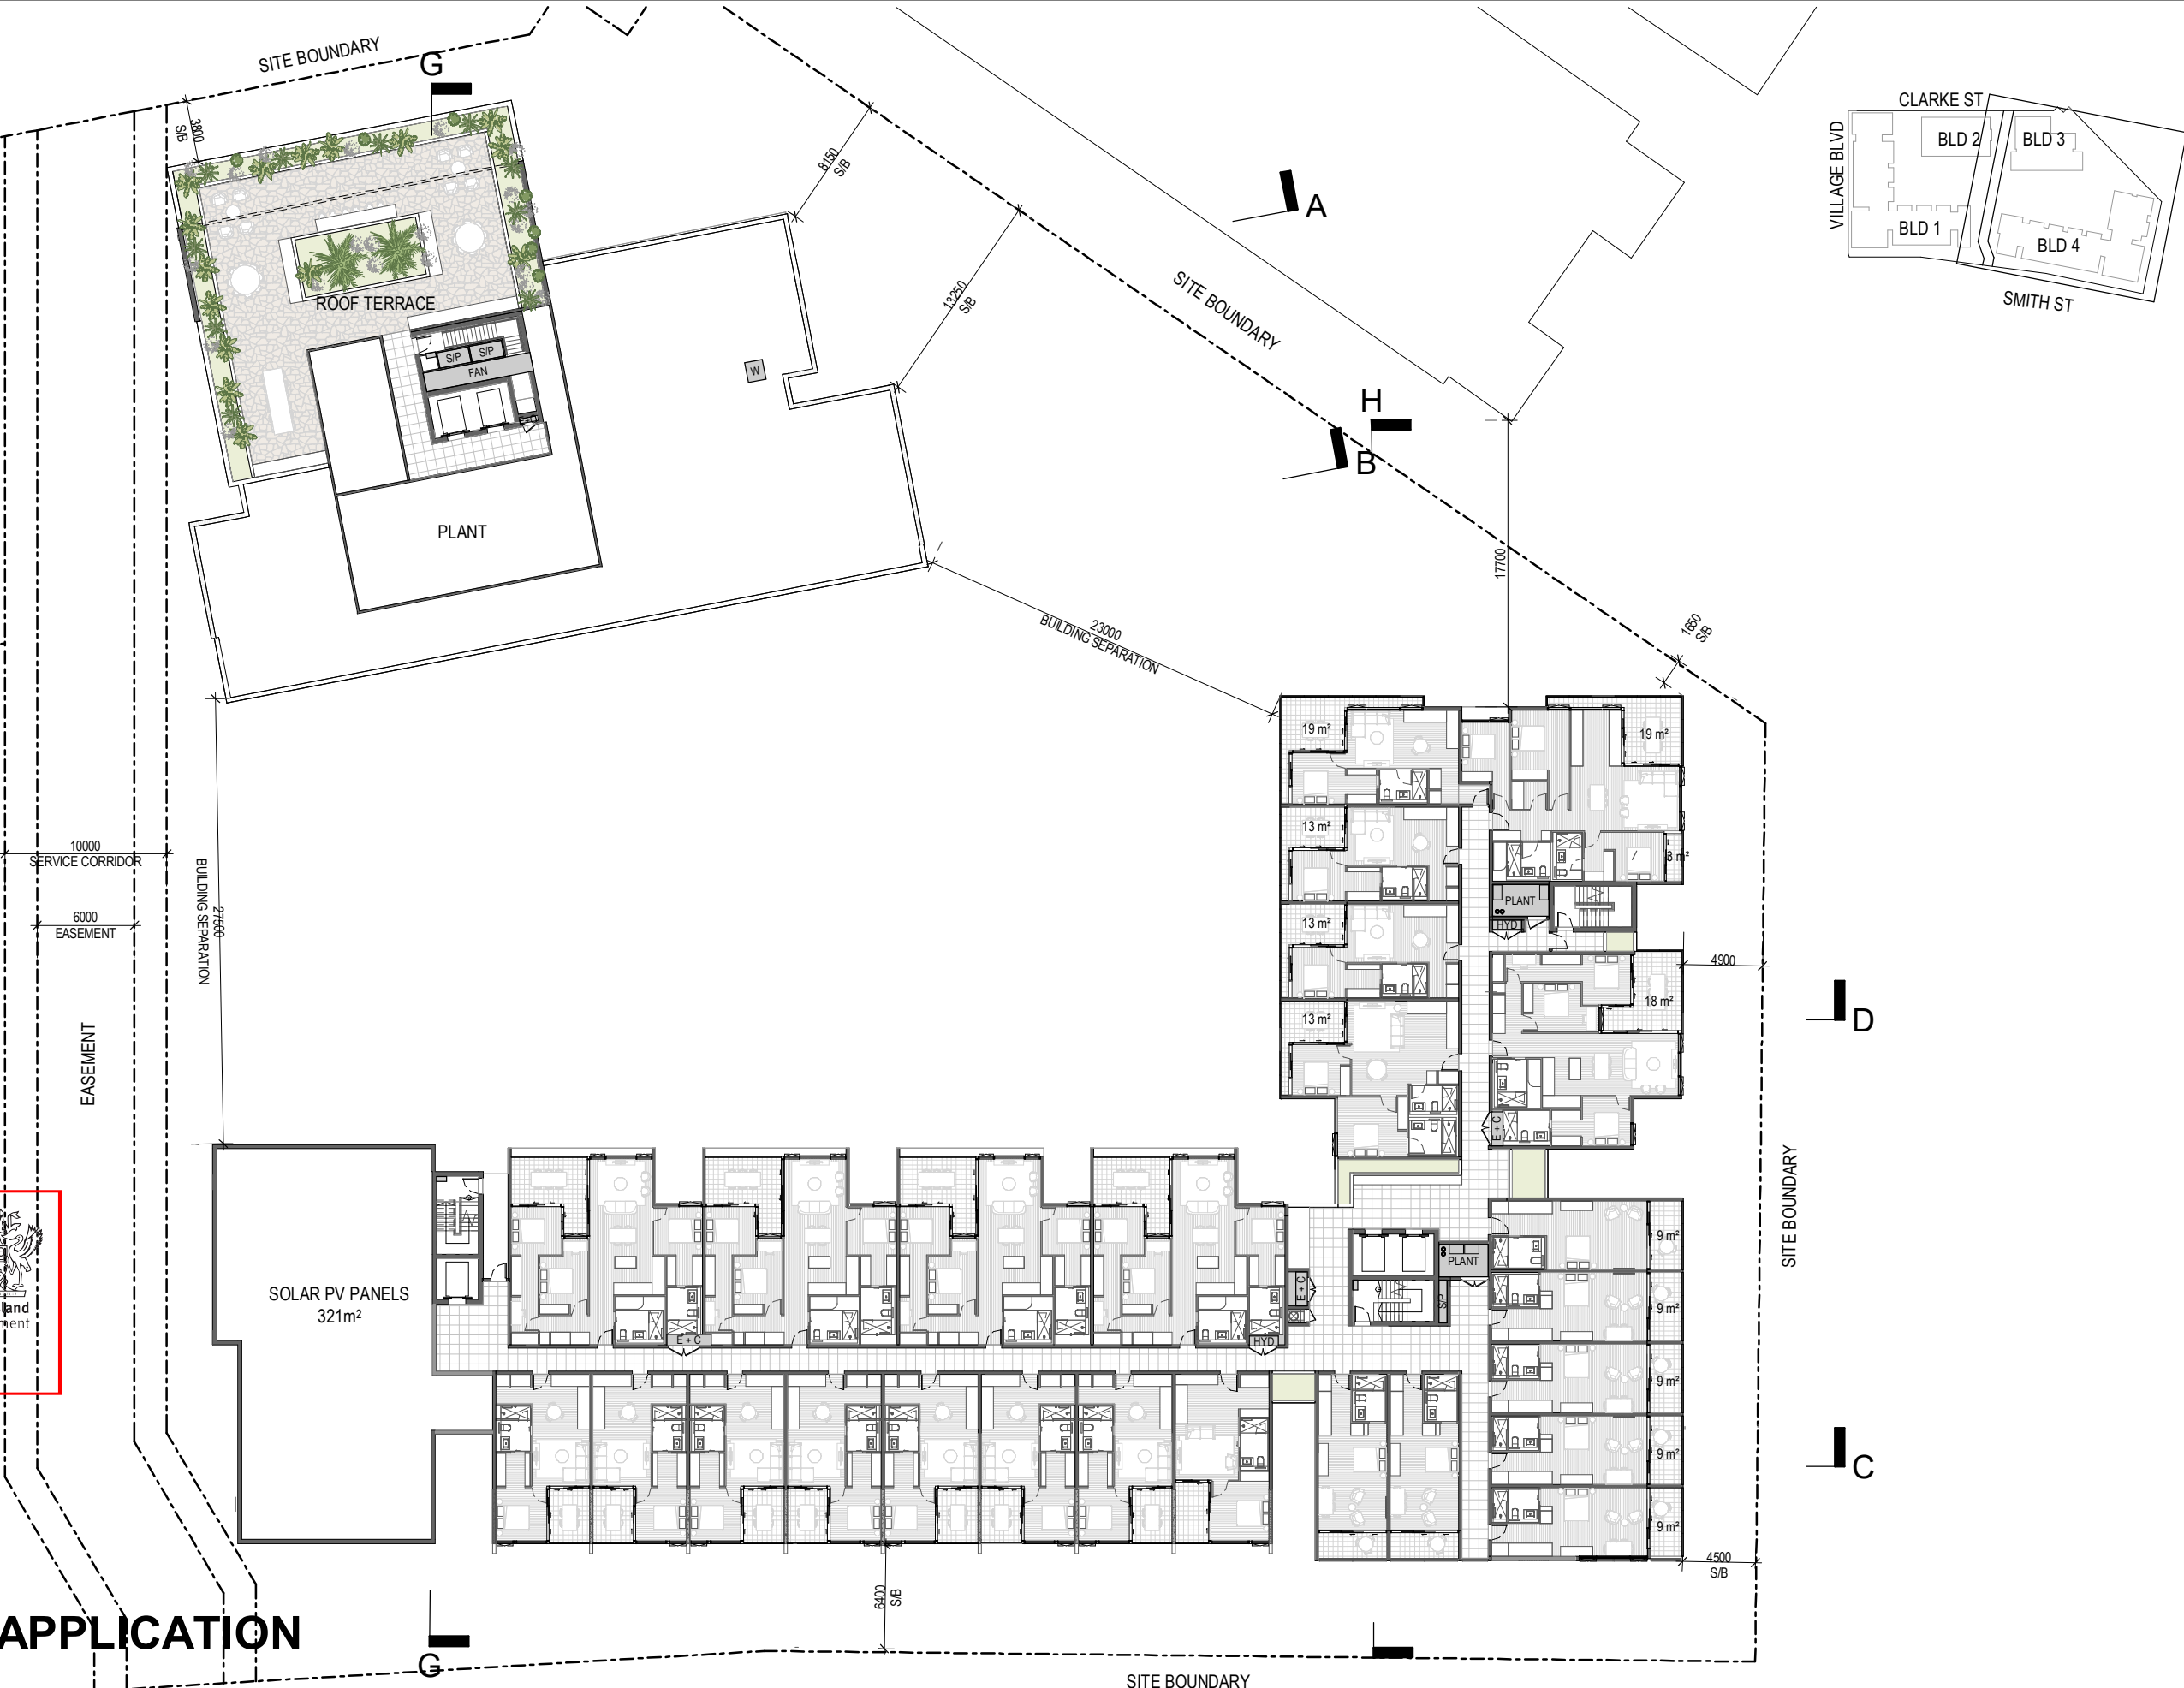 SITE BOUNDARY
G
3800
S/B
8150
S/B
A
CLARKE ST
VILLAGE BLVD
BLD 2
BLD 3
BLD 1
BLD 4
SMITH ST
ROOF TERRACE
S/P
S/P
FAN
W
13250
S/B
SITE BOUNDARY
H
B
PLANT
17700
23000
BUILDING SEPARATION
1650
S/B
19 m²
19 m²
13 m²
3 m²
10000
SERVICE CORRIDOR
6000
EASEMENT
27500
BUILDING SEPARATION
13 m²
PLANT
HYD
4900
18 m²
13 m²
D
EASEMENT
E + C
SITE BOUNDARY
SOLAR PV PANELS
321m²
E + C
PLANT
S/P
9 m²
9 m²
E + C
HYD
9 m²
9 m²
C
9 m²
land
ment
4500
S/B
6400
S/B
APPLICATION
G
SITE BOUNDARY